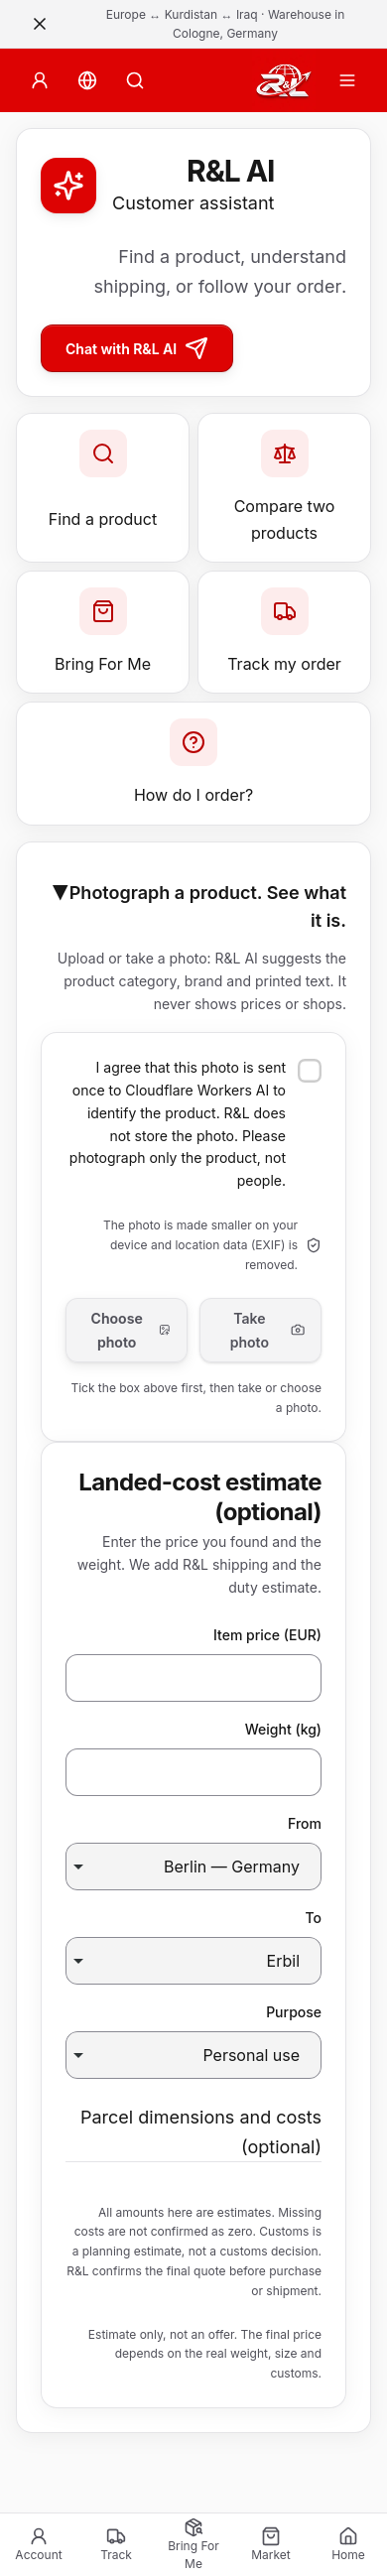 Europe ↔ Kurdistan ↔ Iraq · Warehouse in
Cologne, Germany
R&L
R&L AI
Customer assistant
Find a product, understand
shipping, or follow your order.
Chat with R&L AI
Find a product
Compare two
products
Bring For Me
Track my order
How do I order?
▼Photograph a product. See what
it is.
Upload or take a photo: R&L AI suggests the
product category, brand and printed text. It
never shows prices or shops.
I agree that this photo is sent
once to Cloudflare Workers AI to
identify the product. R&L does
not store the photo. Please
photograph only the product, not
people.
The photo is made smaller on your
device and location data (EXIF) is
removed.
Choose
photo
Take
photo
Tick the box above first, then take or choose
a photo.
Landed-cost estimate
(optional)
Enter the price you found and the
weight. We add R&L shipping and the
duty estimate.
Item price (EUR)
Weight (kg)
From
Berlin — Germany
To
Erbil
Purpose
Personal use
Parcel dimensions and costs
(optional)
All amounts here are estimates. Missing
costs are not confirmed as zero. Customs is
a planning estimate, not a customs decision.
R&L confirms the final quote before purchase
or shipment.
Estimate only, not an offer. The final price
depends on the real weight, size and
customs.
Account
Track
Bring For
Me
Market
Home